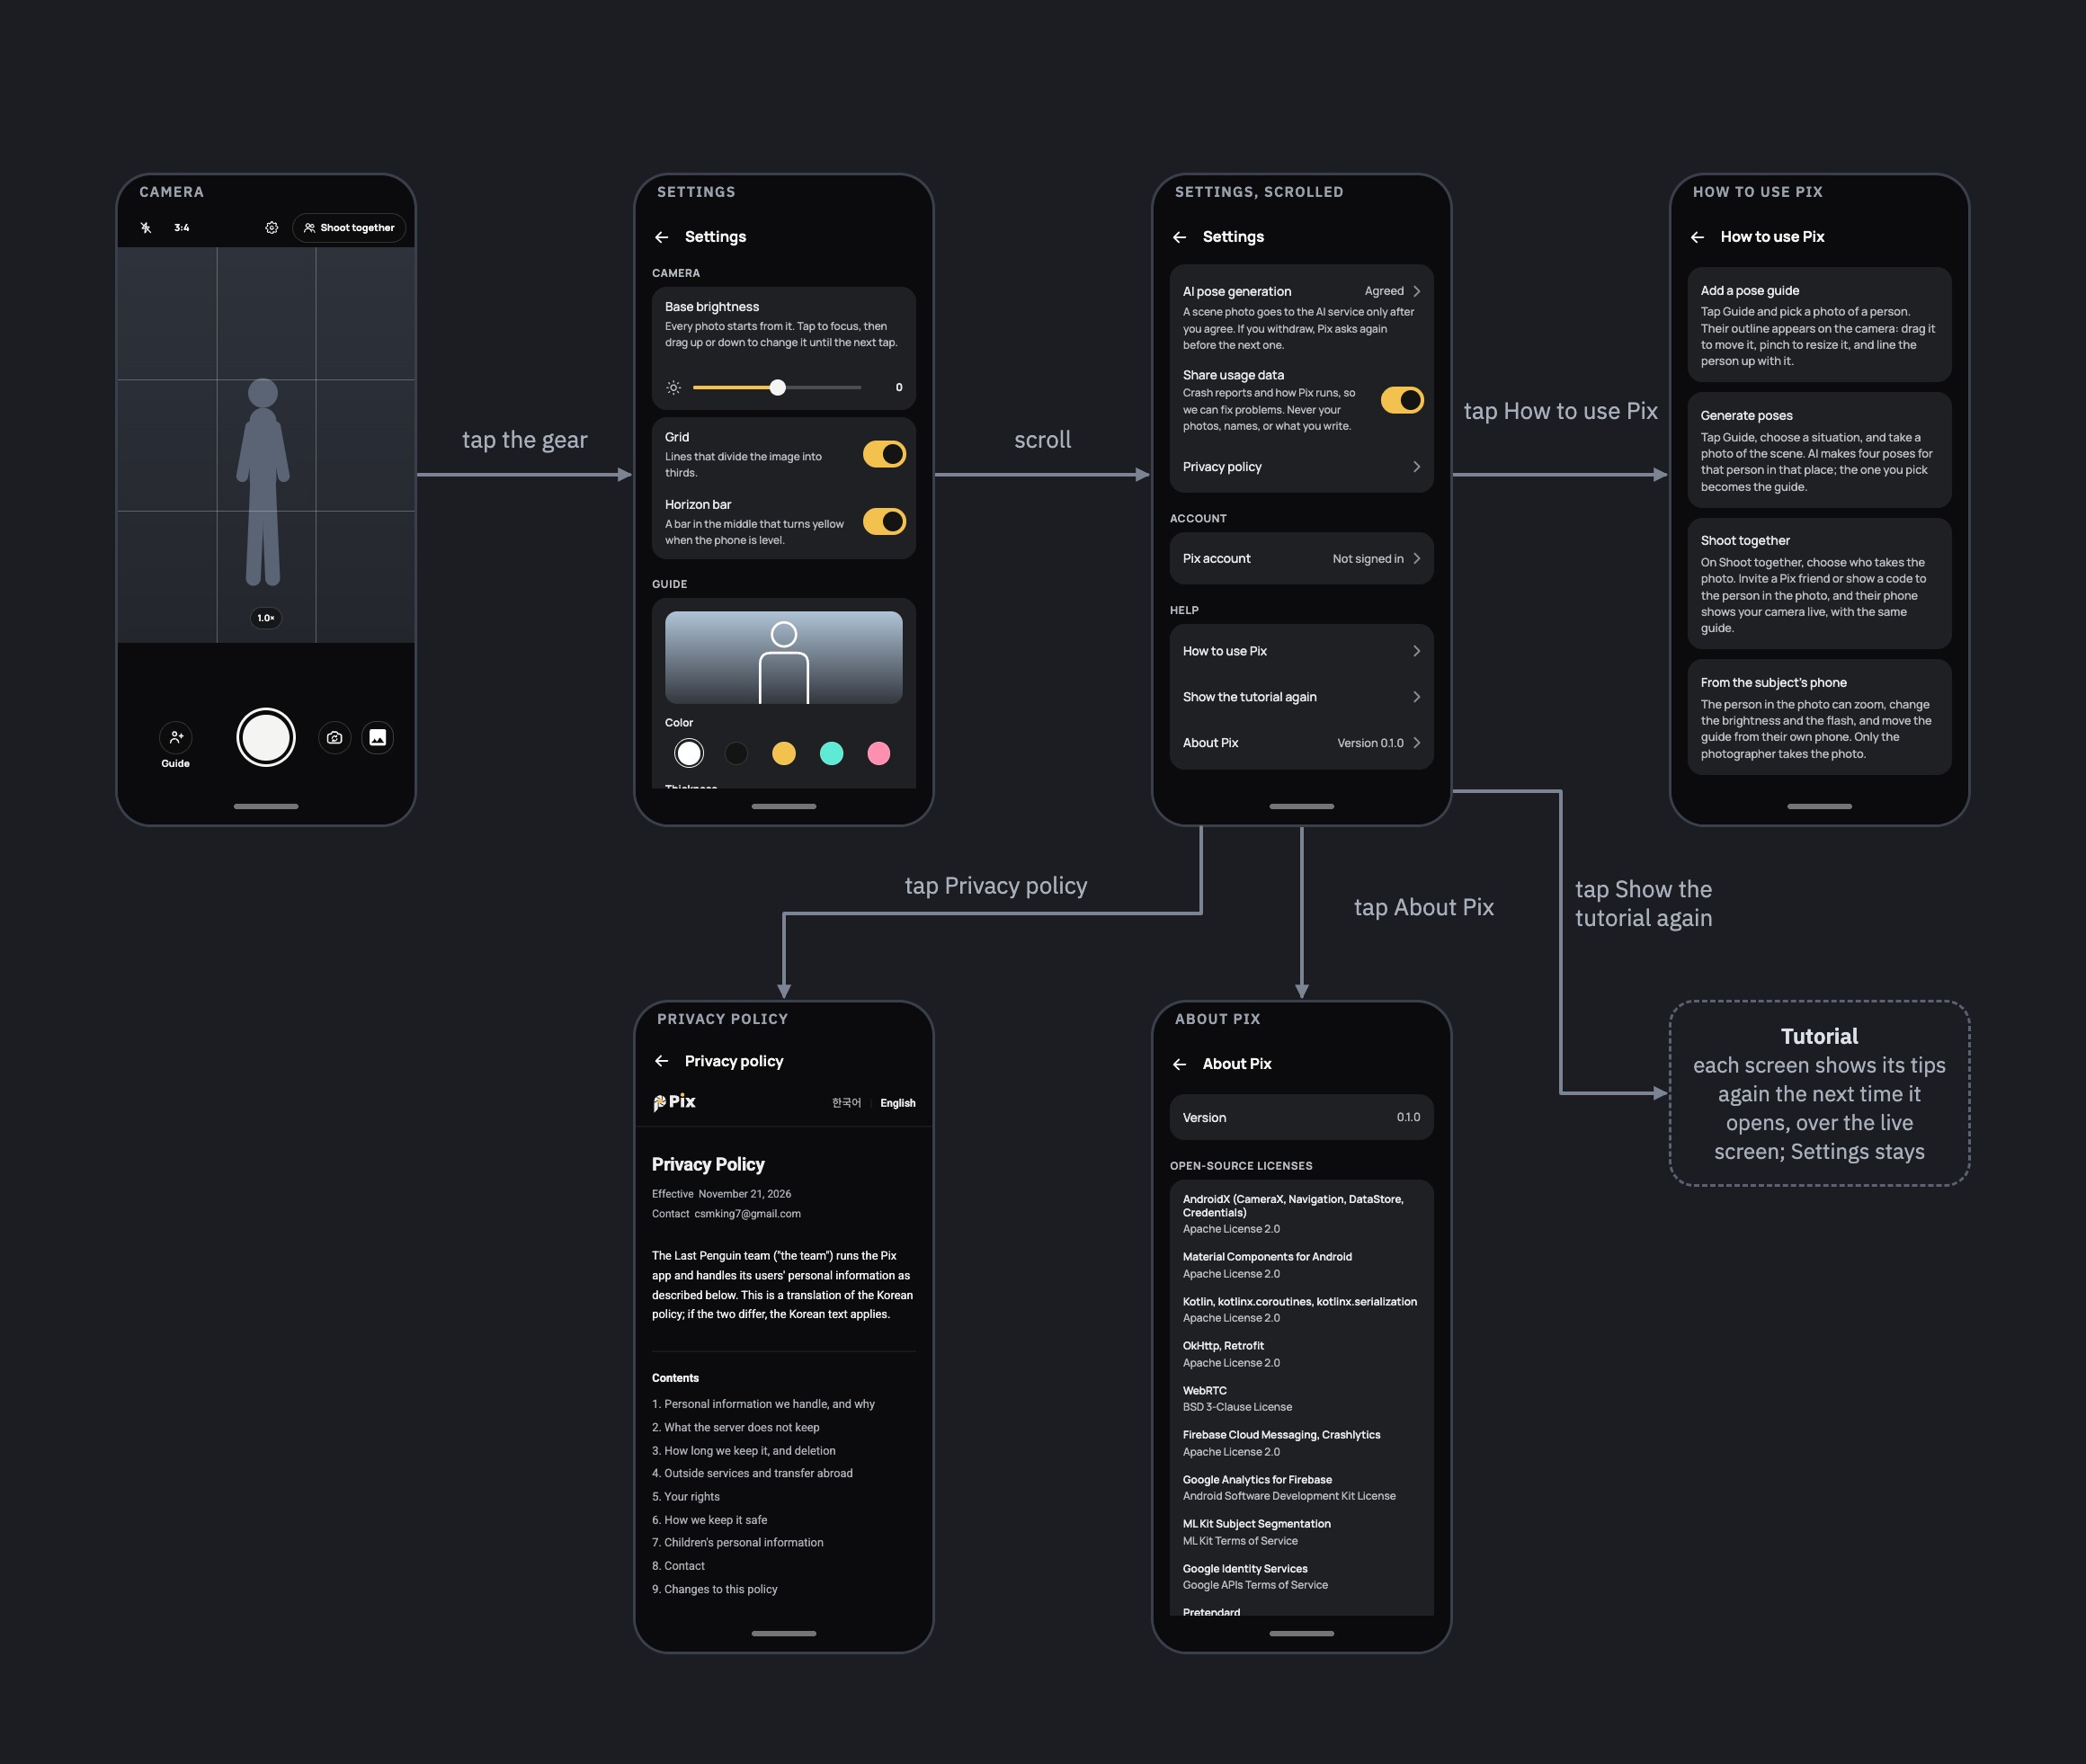 CAMERA
3:4
Shoot together
1.0×
Guide
tap the gear
SETTINGS
Settings
CAMERA
Base brightness
Every photo starts from it. Tap to focus, then
drag up or down to change it until the next tap.
0
Grid
Lines that divide the image into
thirds.
Horizon bar
A bar in the middle that turns yellow
when the phone is level.
GUIDE
Color
Thickness
scroll
SETTINGS, SCROLLED
Settings
AI pose generation
Agreed
A scene photo goes to the AI service only after
you agree. If you withdraw, Pix asks again
before the next one.
Share usage data
Crash reports and how Pix runs, so
we can fix problems. Never your
photos, names, or what you write.
Privacy policy
ACCOUNT
Pix account
Not signed in
HELP
How to use Pix
Show the tutorial again
About Pix
Version 0.1.0
tap How to use Pix
HOW TO USE PIX
How to use Pix
Add a pose guide
Tap Guide and pick a photo of a person.
Their outline appears on the camera: drag it
to move it, pinch to resize it, and line the
person up with it.
Generate poses
Tap Guide, choose a situation, and take a
photo of the scene. AI makes four poses for
that person in that place; the one you pick
becomes the guide.
Shoot together
On Shoot together, choose who takes the
photo. Invite a Pix friend or show a code to
the person in the photo, and their phone
shows your camera live, with the same
guide.
From the subject's phone
The person in the photo can zoom, change
the brightness and the flash, and move the
guide from their own phone. Only the
photographer takes the photo.
tap Privacy policy
tap About Pix
tap Show the
tutorial again
PRIVACY POLICY
Privacy policy
Pix
한국어
English
Privacy Policy
Effective November 21, 2026
Contact csmking7@gmail.com
The Last Penguin team ("the team") runs the Pix
app and handles its users' personal information as
described below. This is a translation of the Korean
policy; if the two differ, the Korean text applies.
Contents
1. Personal information we handle, and why
2. What the server does not keep
3. How long we keep it, and deletion
4. Outside services and transfer abroad
5. Your rights
6. How we keep it safe
7. Children's personal information
8. Contact
9. Changes to this policy
ABOUT PIX
About Pix
Version
0.1.0
OPEN-SOURCE LICENSES
AndroidX (CameraX, Navigation, DataStore,
Credentials)
Apache License 2.0
Material Components for Android
Apache License 2.0
Kotlin, kotlinx.coroutines, kotlinx.serialization
Apache License 2.0
OkHttp, Retrofit
Apache License 2.0
WebRTC
BSD 3-Clause License
Firebase Cloud Messaging, Crashlytics
Apache License 2.0
Google Analytics for Firebase
Android Software Development Kit License
ML Kit Subject Segmentation
ML Kit Terms of Service
Google Identity Services
Google APIs Terms of Service
Pretendard
Tutorial
each screen shows its tips
again the next time it
opens, over the live
screen; Settings stays